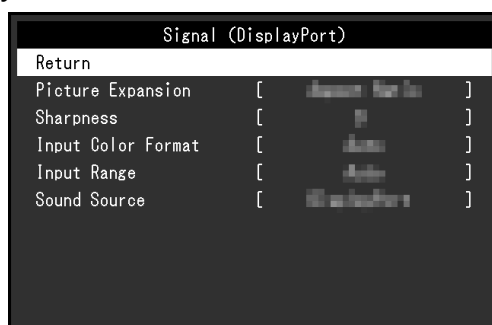 Signal (DisplayPort)
Return
Picture Expansion [ ]
Sharpness [ ]
Input Color Format [ ]
Input Range [ ]
Sound Source [ ]